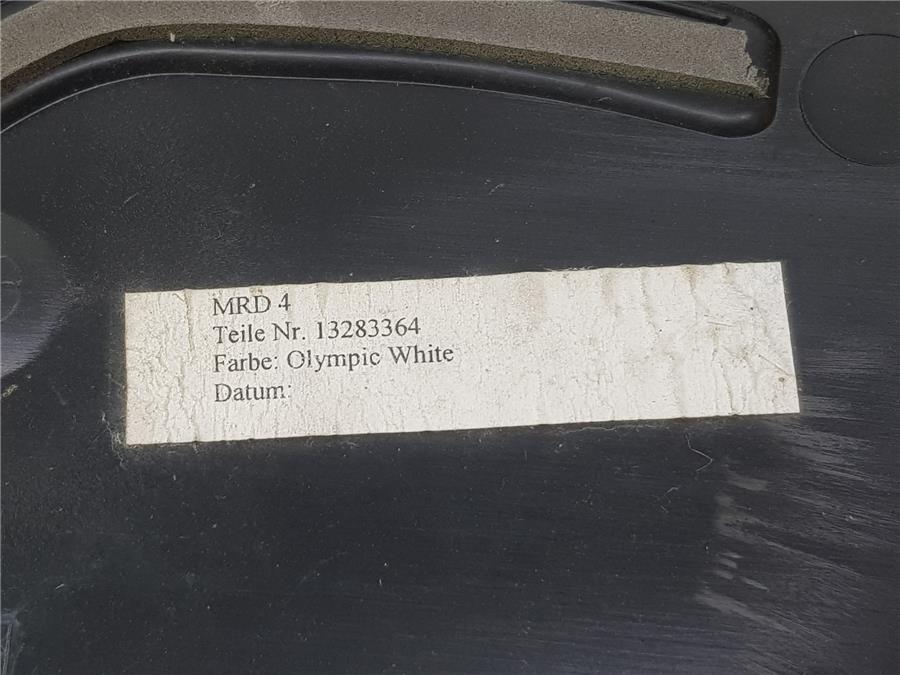 MRD 4
Teile Nr. 13283364
Farbe: Olympic White
Datum: